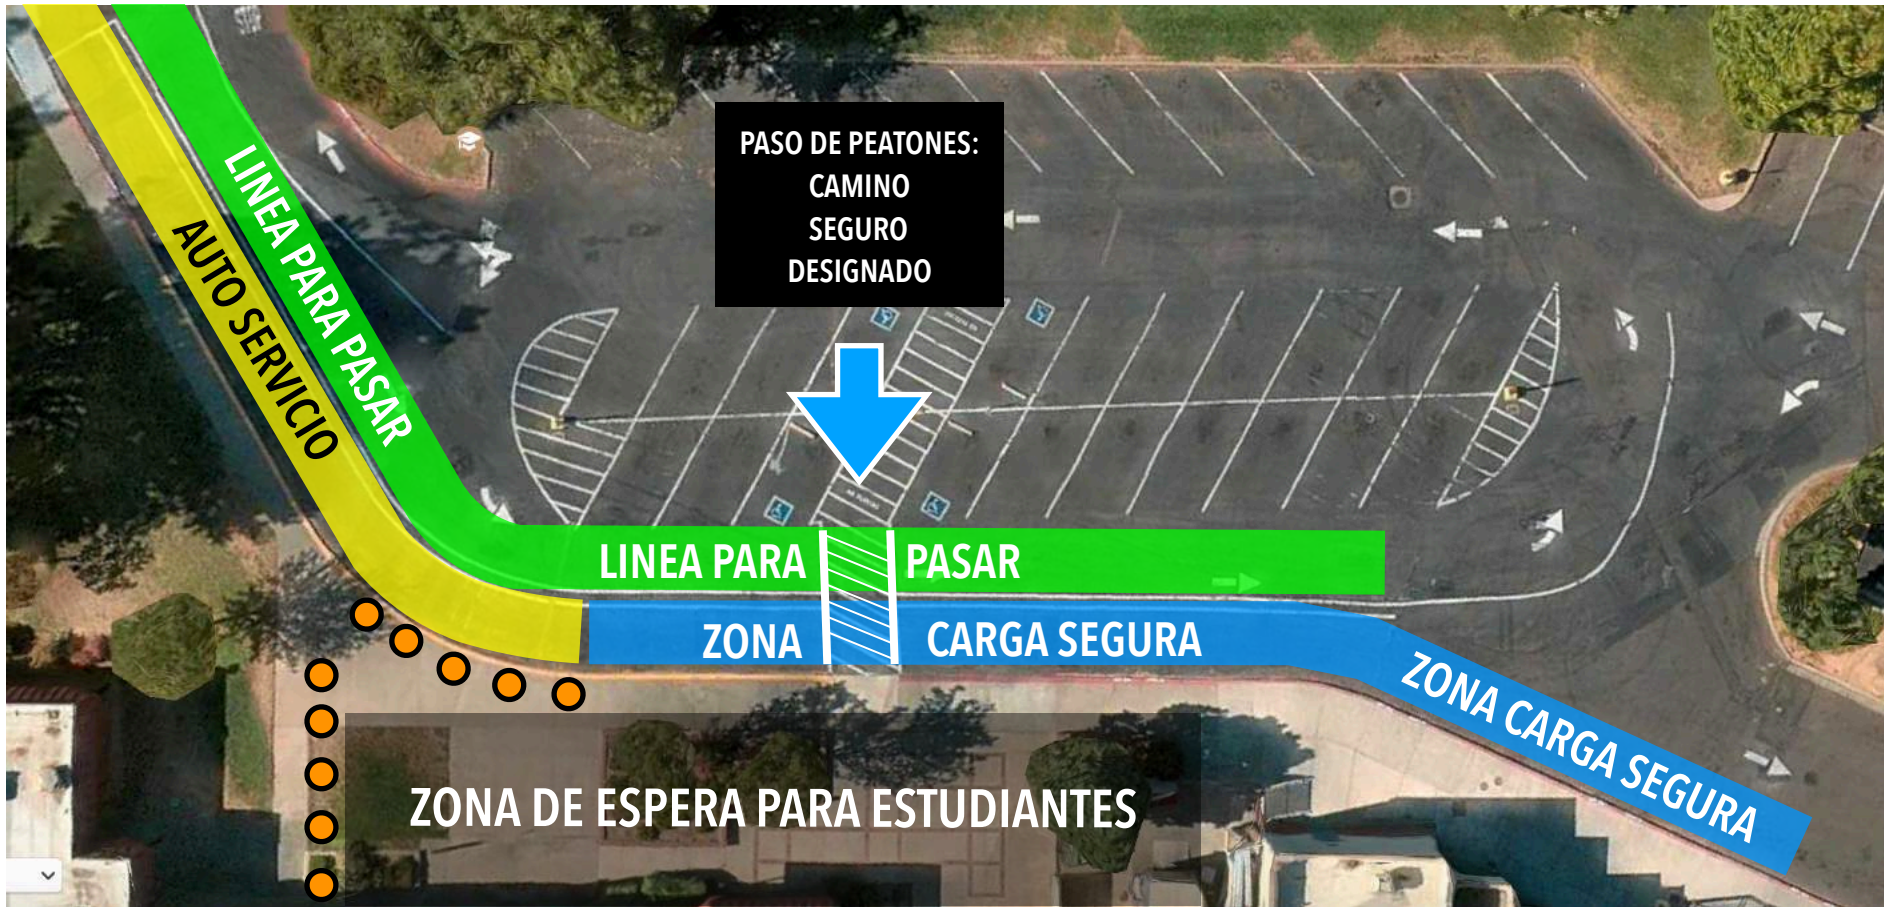 PASO DE PEATONES:
CAMINO
SEGURO
DESIGNADO
LINEA PARA PASAR
AUTO SERVICIO
LINEA PARA PASAR
ZONA CARGA SEGURA
ZONA CARGA SEGURA
ZONA DE ESPERA PARA ESTUDIANTES